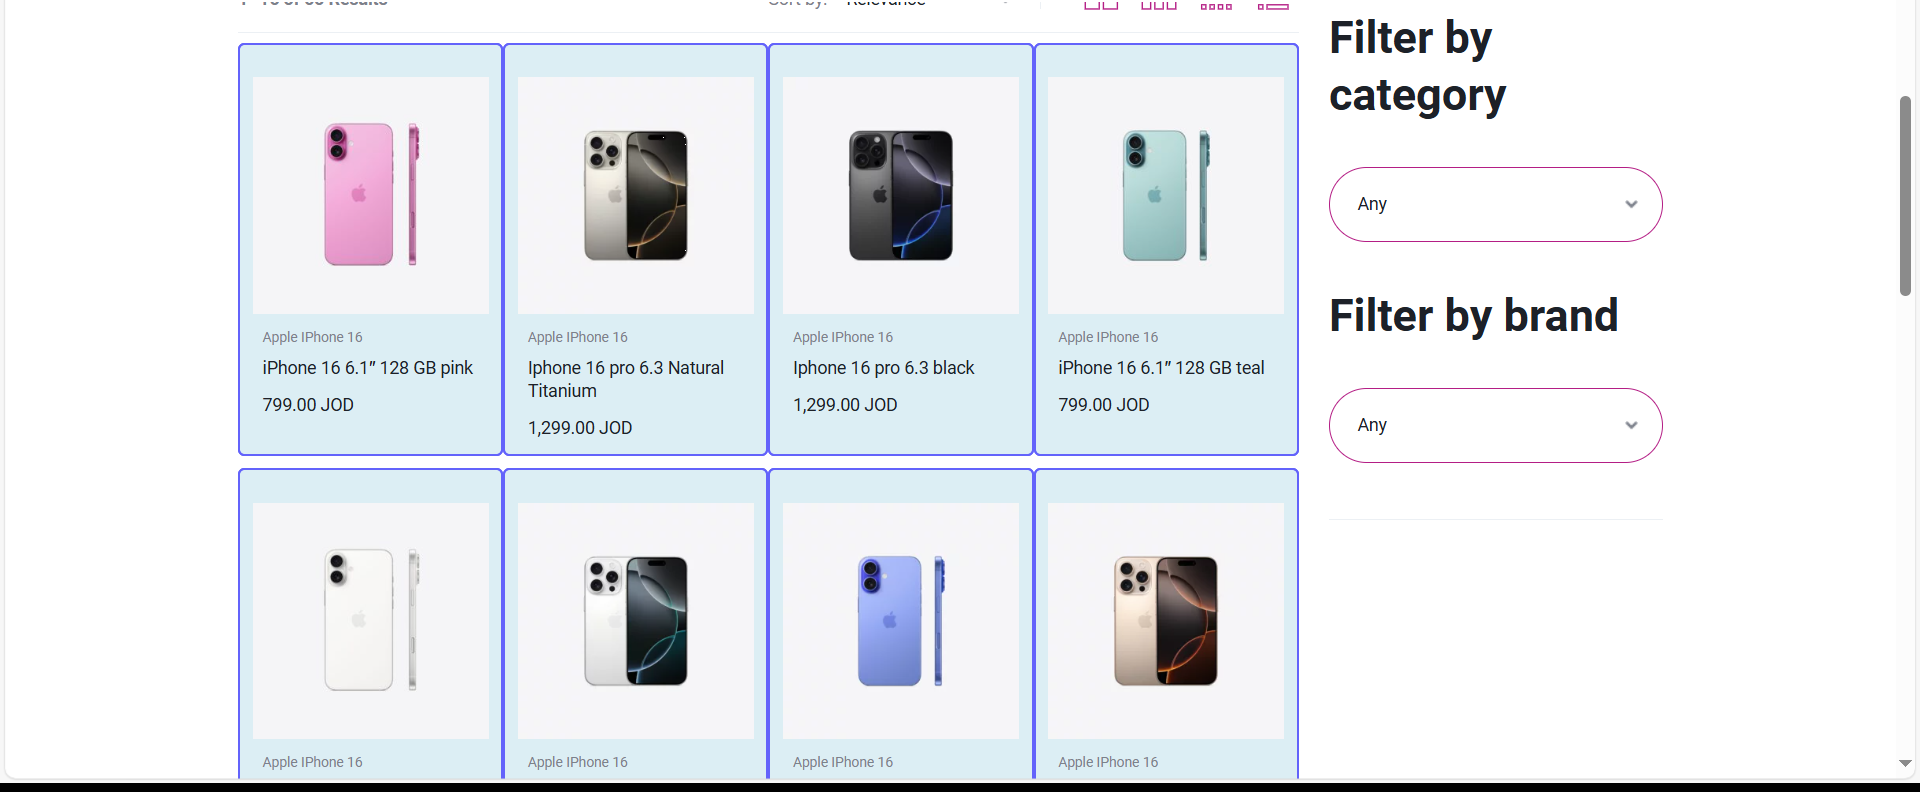 Sort by: Relevance
Filter by
category
Any
Filter by brand
Any
Apple IPhone 16
iPhone 16 6.1” 128 GB pink
799.00 JOD
Apple IPhone 16
Iphone 16 pro 6.3 Natural
Titanium
1,299.00 JOD
Apple IPhone 16
Iphone 16 pro 6.3 black
1,299.00 JOD
Apple IPhone 16
iPhone 16 6.1” 128 GB teal
799.00 JOD
Apple IPhone 16
Apple IPhone 16
Apple IPhone 16
Apple IPhone 16